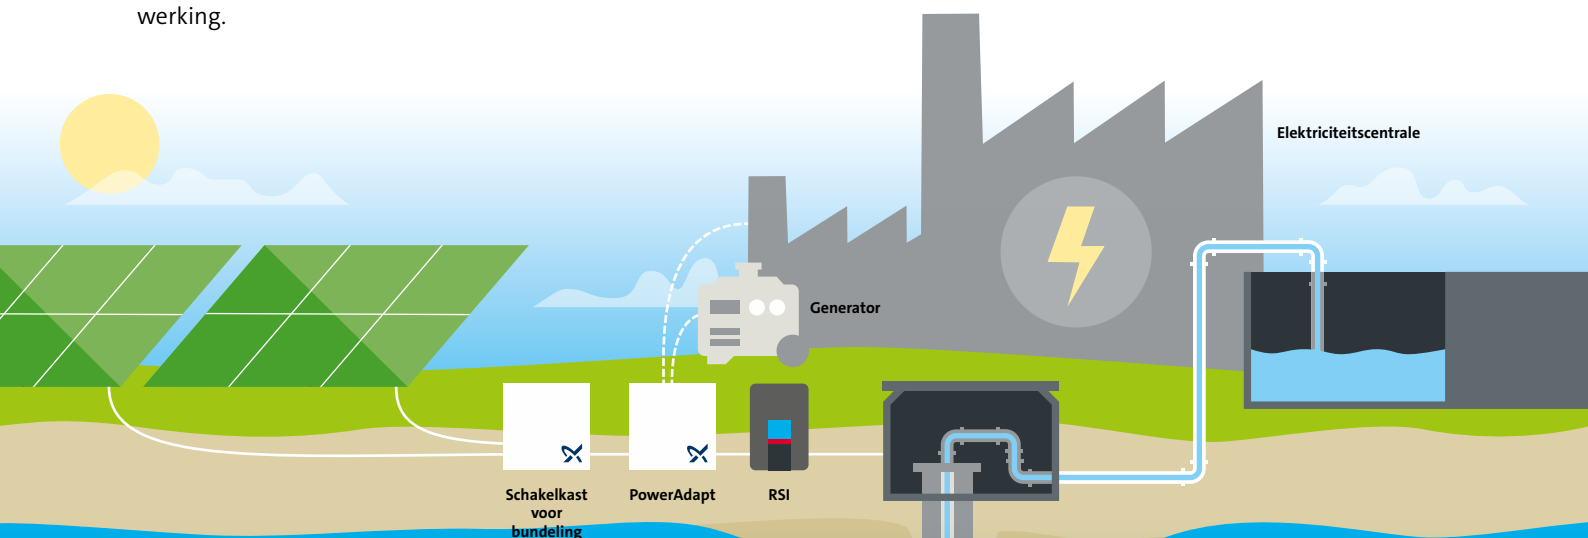 werking.
Elektriciteitscentrale
Generator
Schakelkast
voor
bundeling
PowerAdapt
RSI